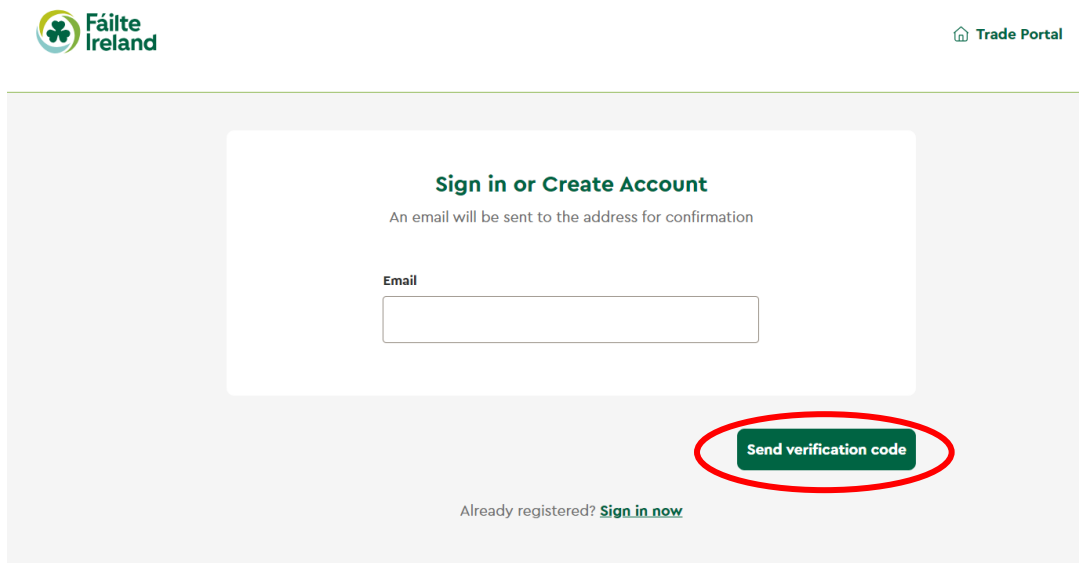 Fáilte
Ireland
Trade Portal
Sign in or Create Account
An email will be sent to the address for confirmation
Email
Send verification code
Already registered? Sign in now